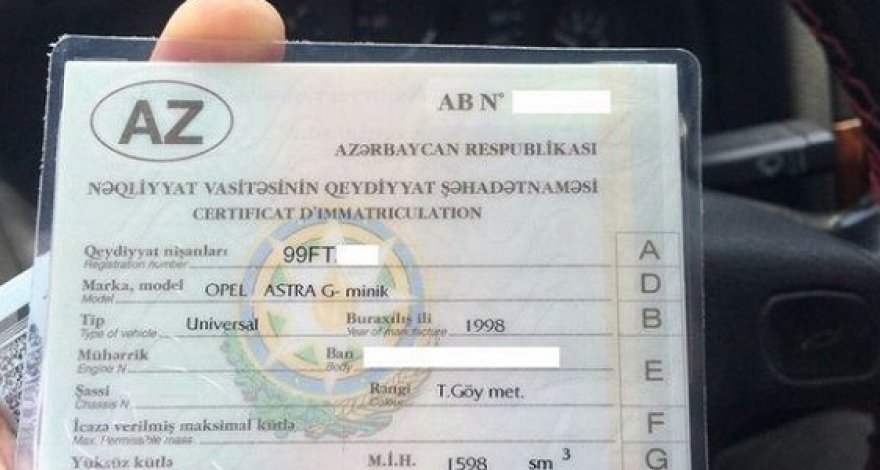 AZ
AB N°
AZƏRBAYCAN RESPUBLİKASI
NƏQLİYYAT VASİTƏSİNİN QEYDİYYAT ŞƏHADƏTNAMƏSİ
CERTIFICAT D'IMMATRICULATION
Qeydiyyat nişanları 99FT A
Registration number
Marka, model OPEL ASTRA G- minik D
Model
Tip Universal Buraxılış ili 1998 B
Type of vehicle Year of manufacture
Mühərrik Ban
Engine N Body E
Şassi Rəngi T.Göy met.
Chassis N Colour
İcazə verilmiş maksimal kütlə F
Max. Permissible mass
Yüksüz kütlə M.İ.H. 1598 sm³ G